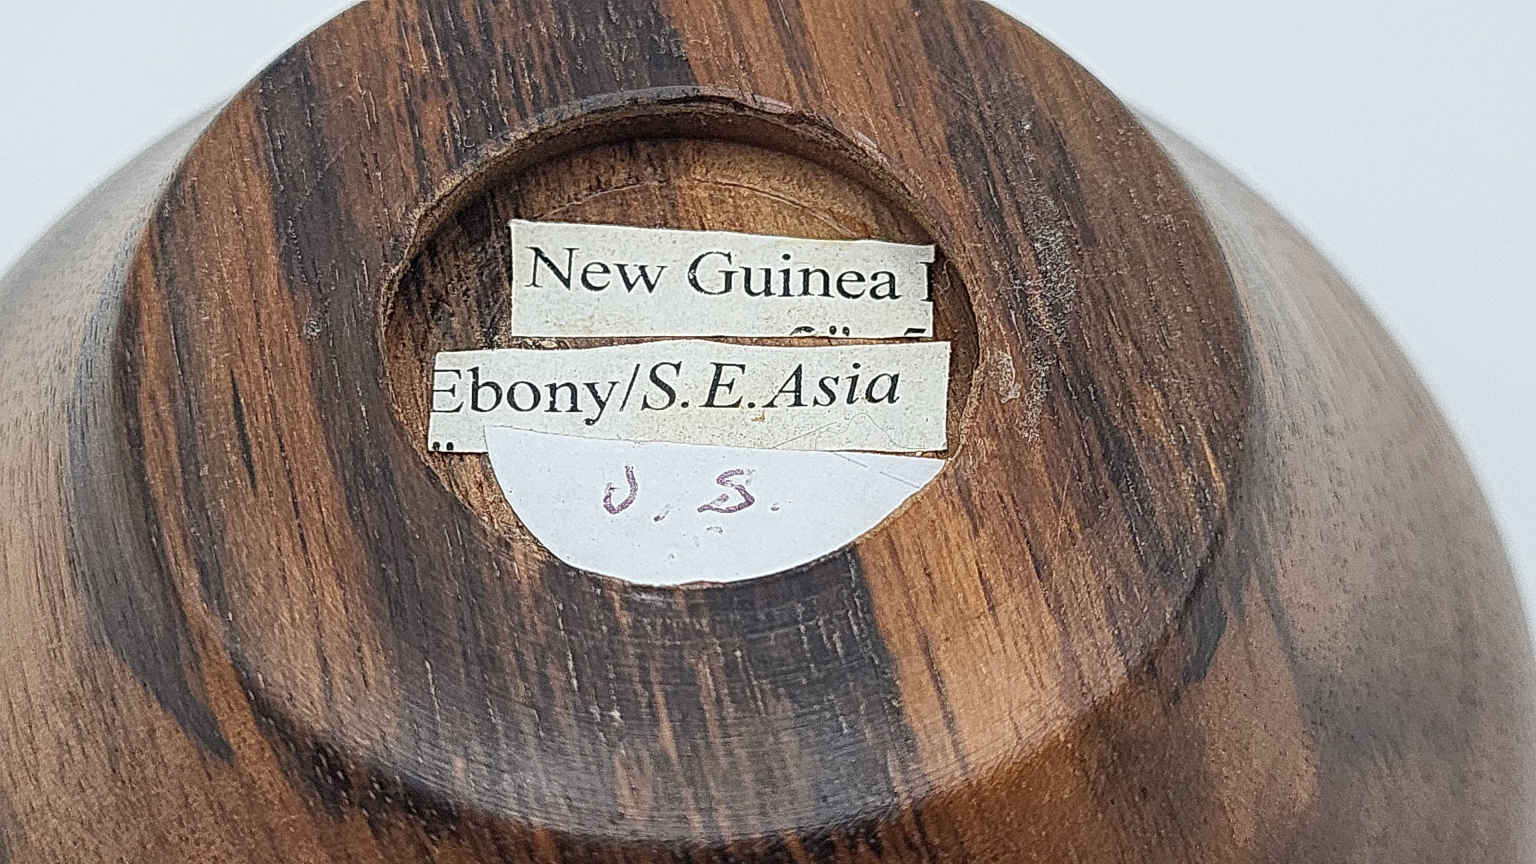 New Guinea
Ebony/S.E. Asia
J. S.